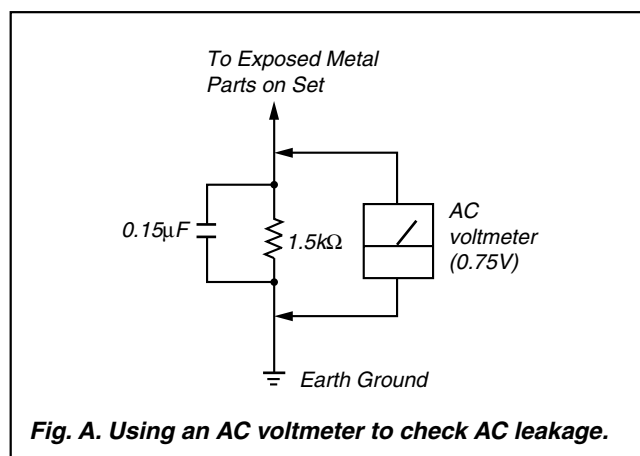 To Exposed Metal
Parts on Set
0.15μF
1.5kΩ
AC
voltmeter
(0.75V)
Earth Ground
Fig. A. Using an AC voltmeter to check AC leakage.